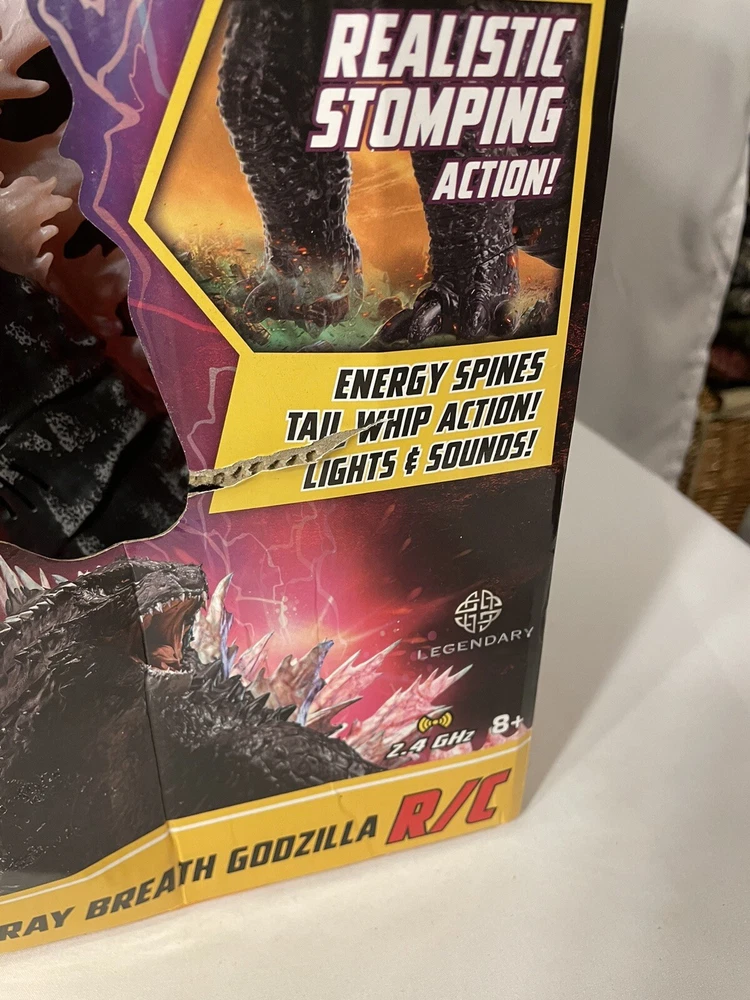 REALISTIC
STOMPING
ACTION!
ENERGY SPINES
TAIL WHIP ACTION!
LIGHTS & SOUNDS!
LEGENDARY
2.4 GHz 8+
RAY BREATH GODZILLA R/C